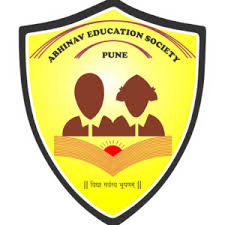 ABHINAV EDUCATION SOCIETY
PUNE
|| विद्या सर्वस्य भूषणम् ||